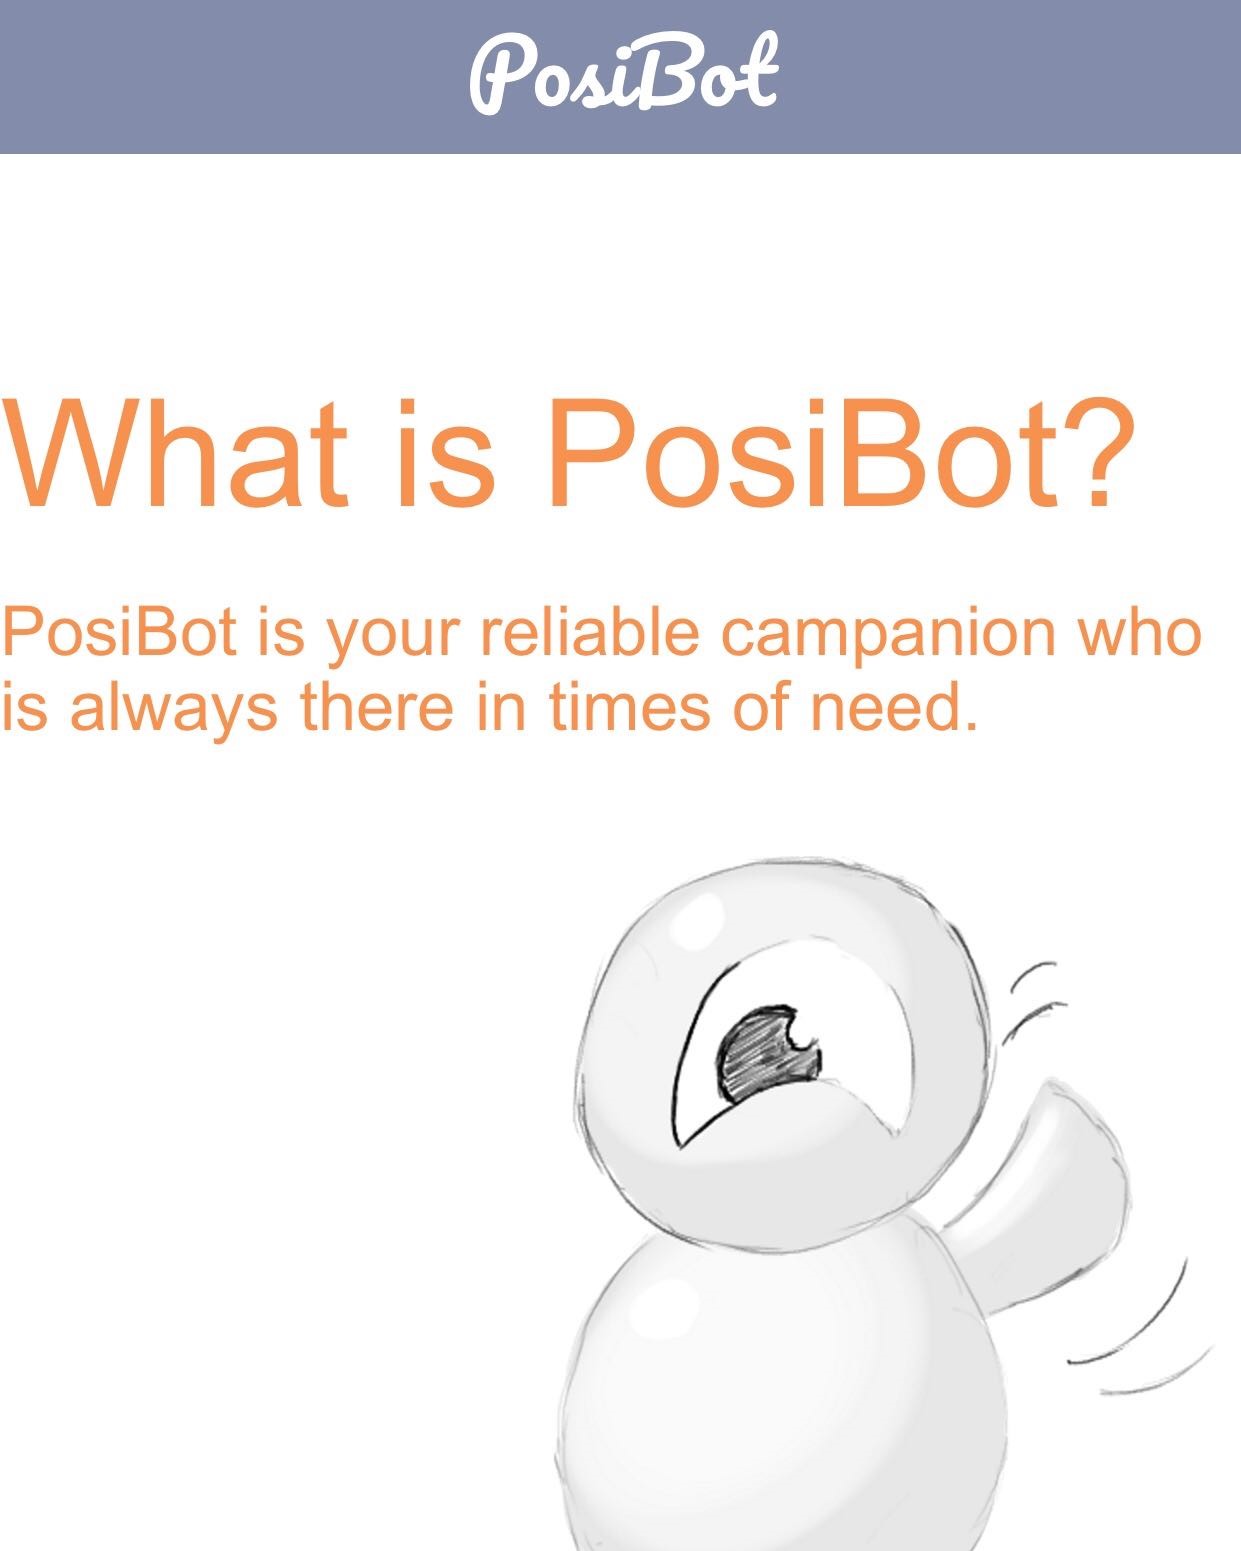 PosiBot
What is PosiBot?
PosiBot is your reliable campanion who
is always there in times of need.